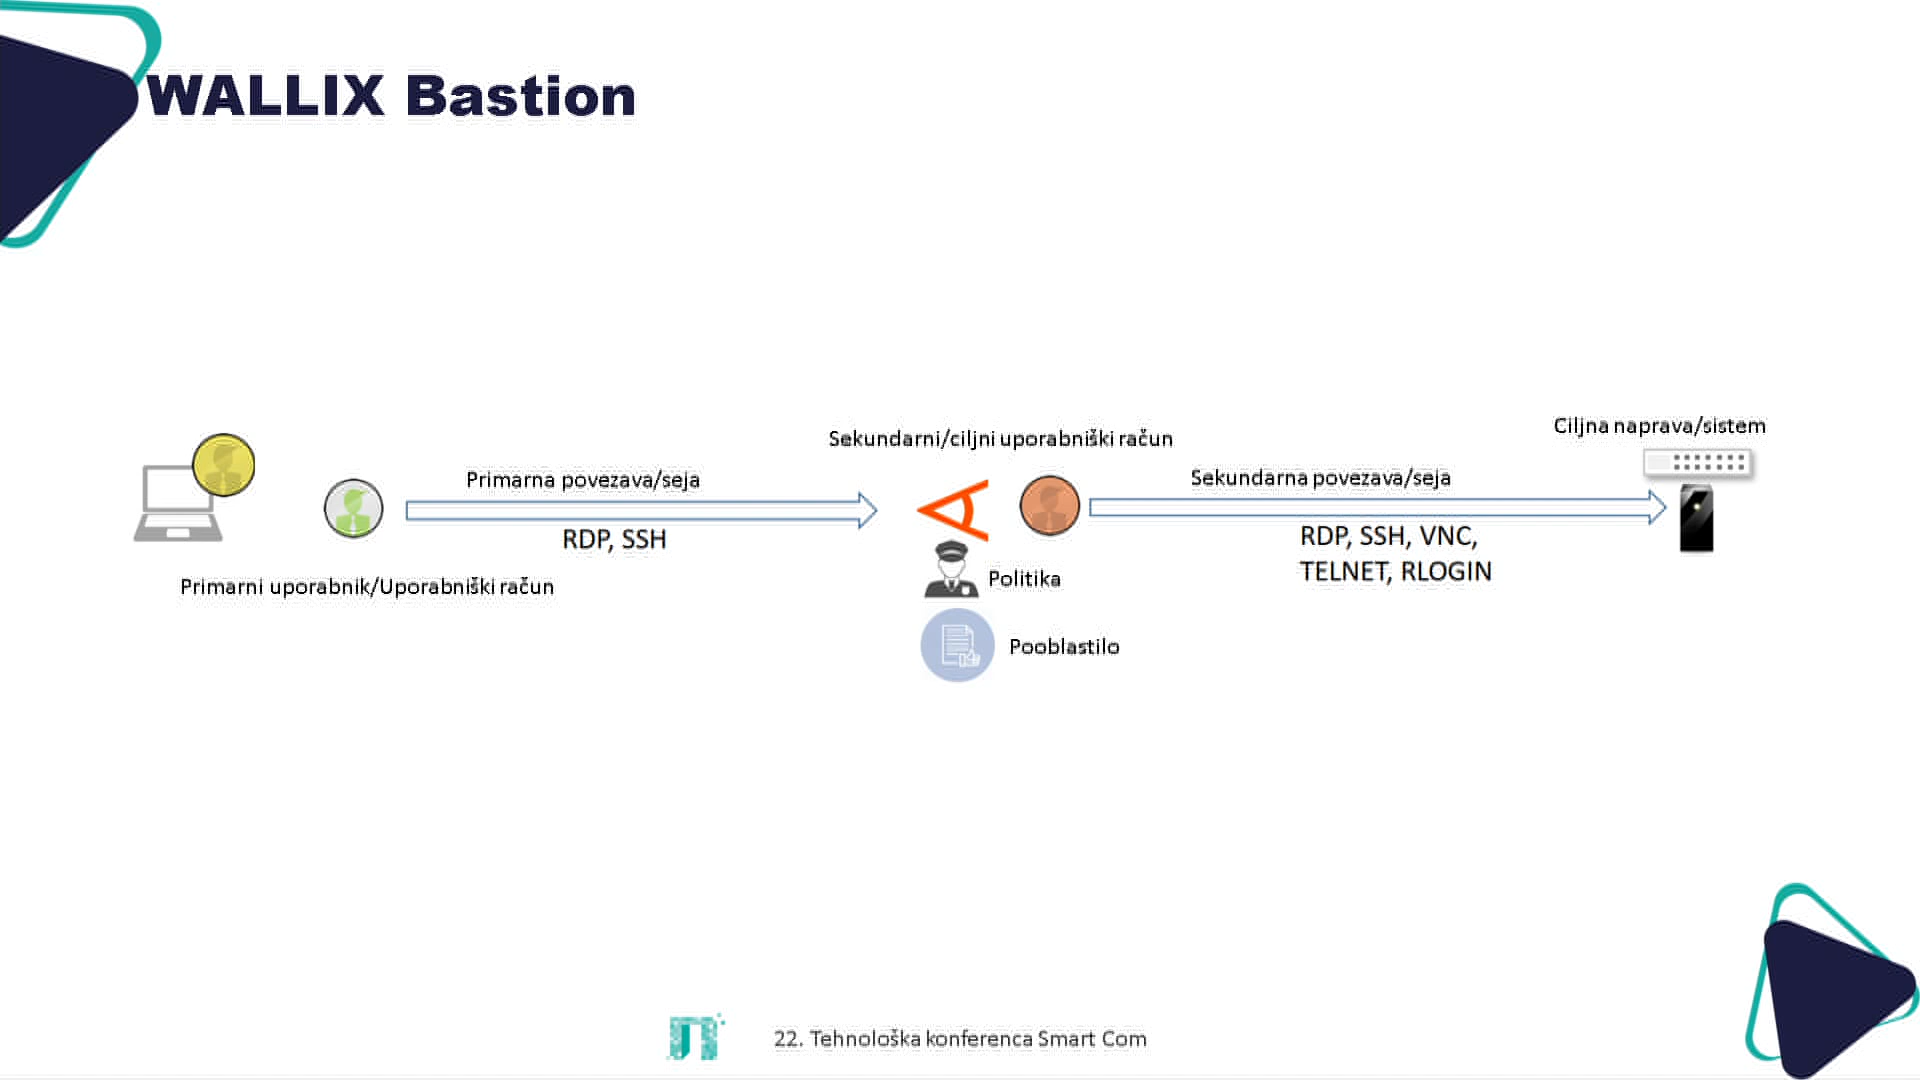 WALLIX Bastion
Ciljna naprava/sistem
Sekundarni/ciljni uporabniški račun
Primarna povezava/seja
Sekundarna povezava/seja
RDP, SSH
RDP, SSH, VNC,
TELNET, RLOGIN
Primarni uporabnik/Uporabniški račun
Politika
Pooblastilo
22. Tehnološka konferenca Smart Com